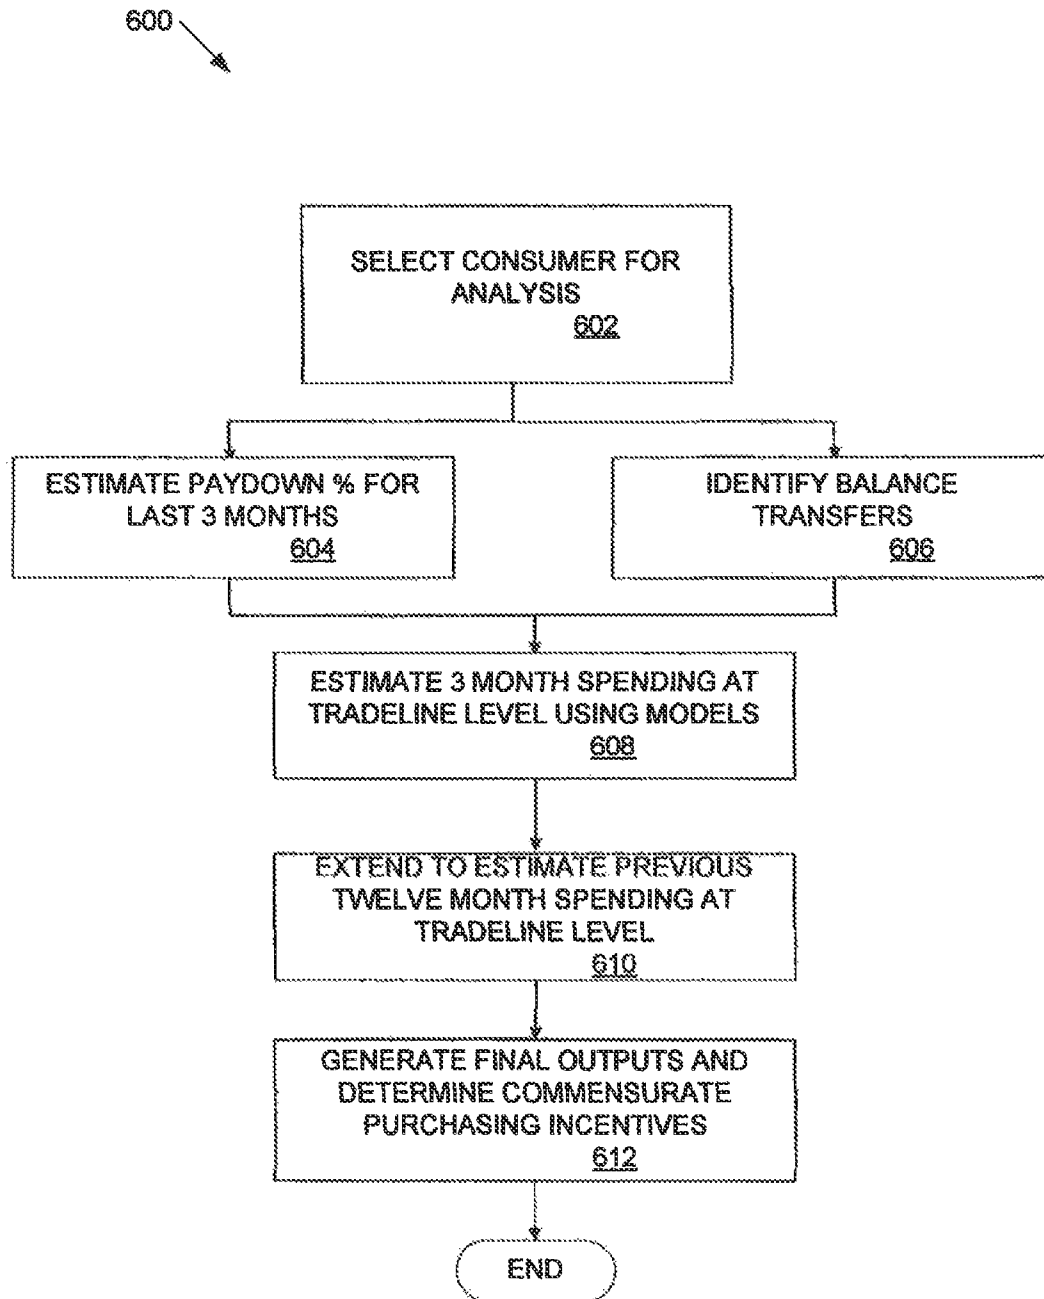 600
SELECT CONSUMER FOR
ANALYSIS
602
ESTIMATE PAYDOWN % FOR
LAST 3 MONTHS
604
IDENTIFY BALANCE
TRANSFERS
606
ESTIMATE 3 MONTH SPENDING AT
TRADELINE LEVEL USING MODELS
608
EXTEND TO ESTIMATE PREVIOUS
TWELVE MONTH SPENDING AT
TRADELINE LEVEL
610
GENERATE FINAL OUTPUTS AND
DETERMINE COMMENSURATE
PURCHASING INCENTIVES
612
END